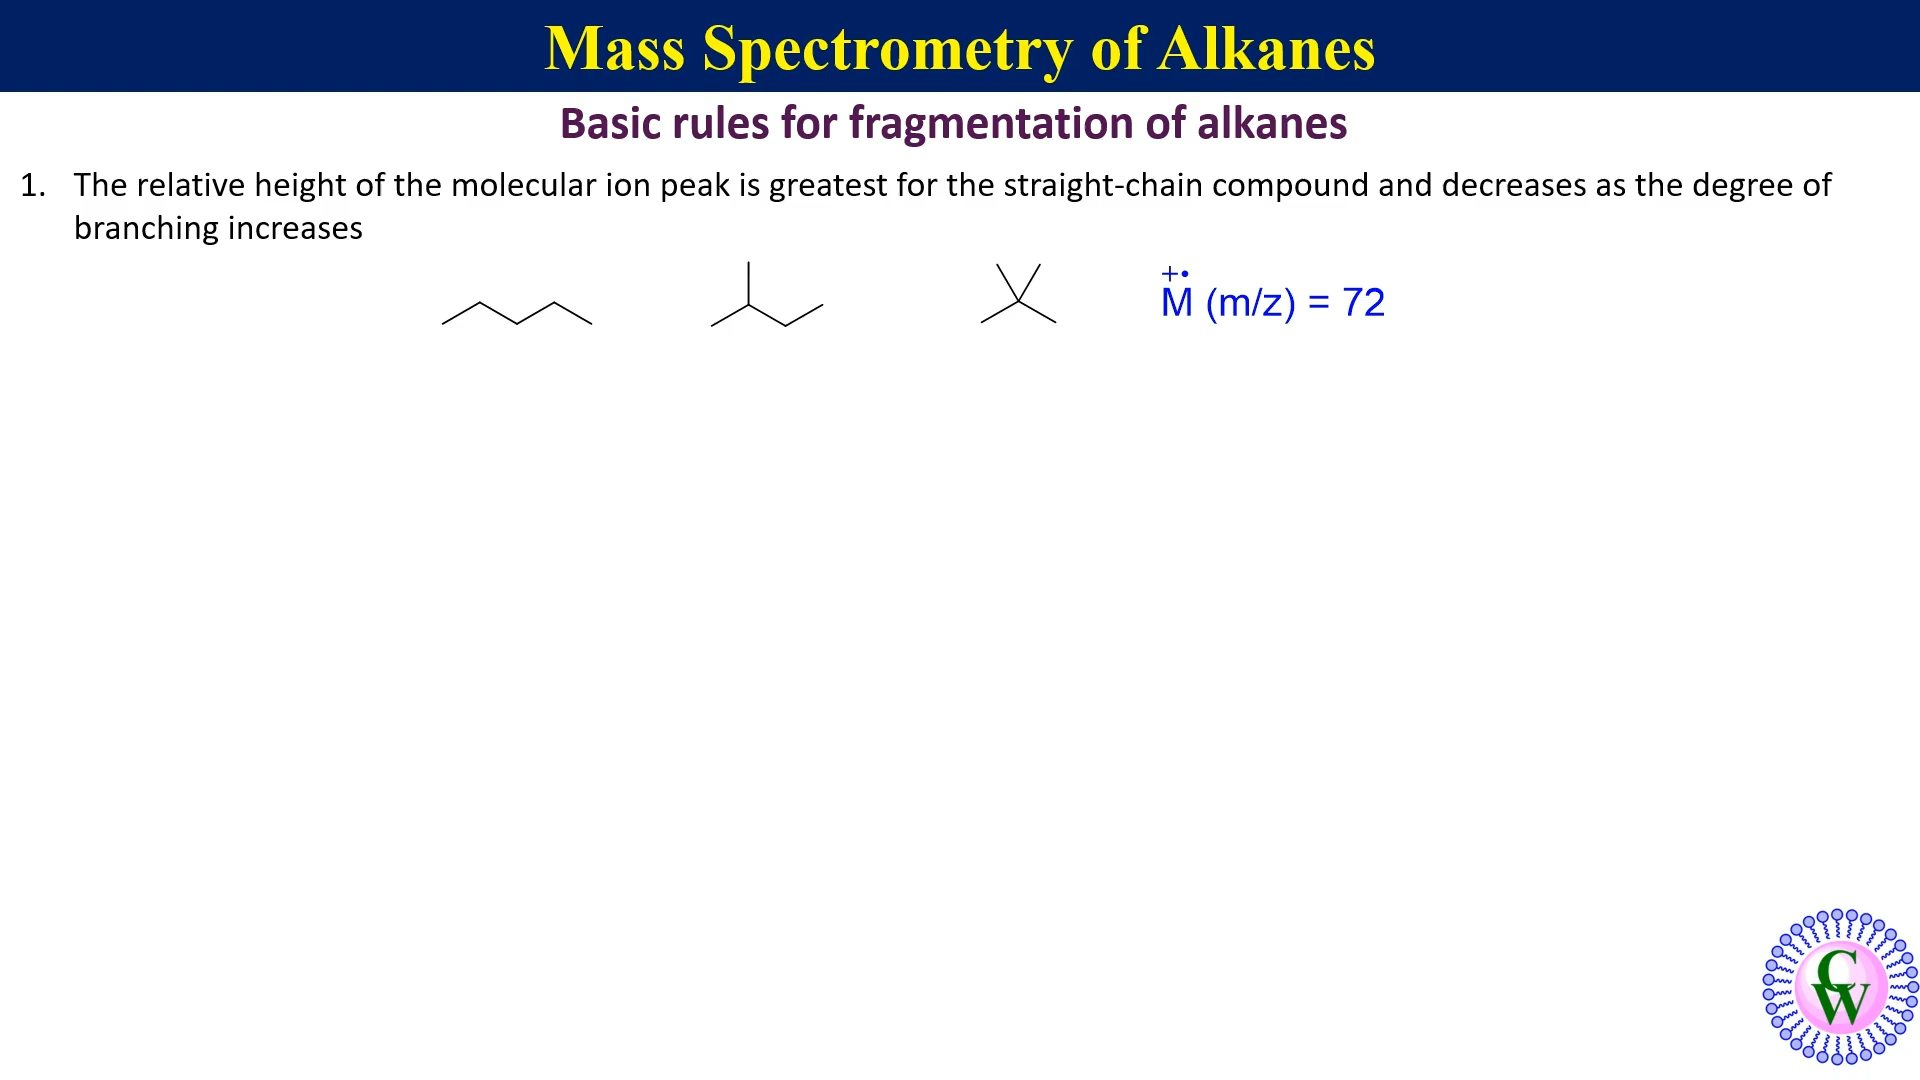 Mass Spectrometry of Alkanes
Basic rules for fragmentation of alkanes
1. The relative height of the molecular ion peak is greatest for the straight-chain compound and decreases as the degree of
branching increases
+•
M (m/z) = 72
C
W